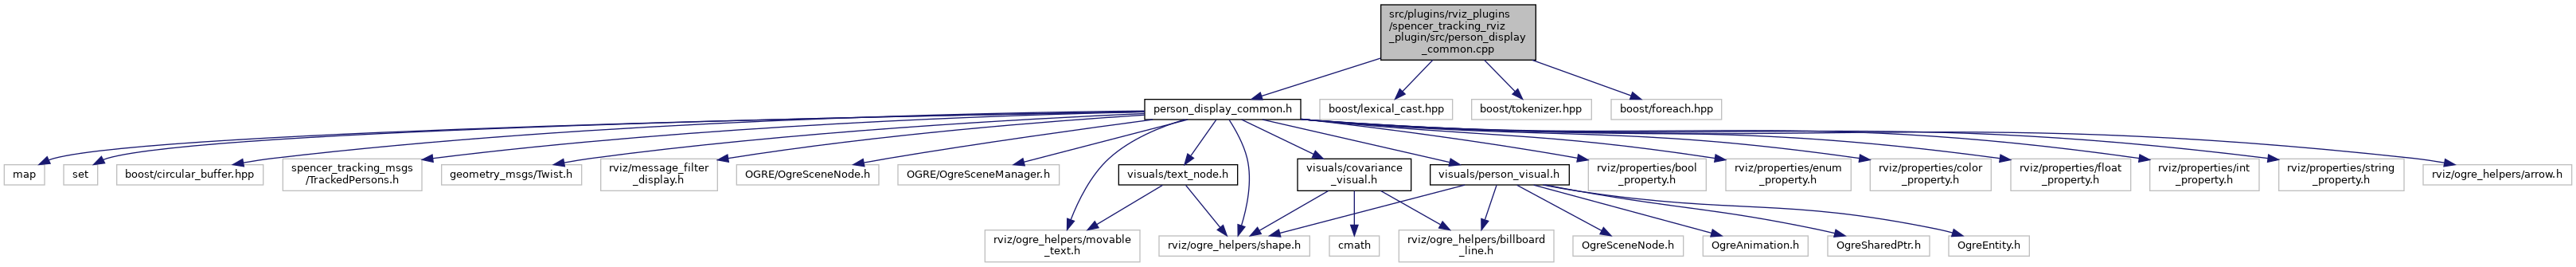 src/plugins/rviz_plugins
/spencer_tracking_rviz
_plugin/src/person_display
_common.cpp
person_display_common.h
boost/lexical_cast.hpp
boost/tokenizer.hpp
boost/foreach.hpp
map
set
boost/circular_buffer.hpp
spencer_tracking_msgs
/TrackedPersons.h
geometry_msgs/Twist.h
rviz/message_filter
_display.h
OGRE/OgreSceneNode.h
OGRE/OgreSceneManager.h
visuals/text_node.h
visuals/covariance
_visual.h
visuals/person_visual.h
rviz/properties/bool
_property.h
rviz/properties/enum
_property.h
rviz/properties/color
_property.h
rviz/properties/float
_property.h
rviz/properties/int
_property.h
rviz/properties/string
_property.h
rviz/ogre_helpers/arrow.h
rviz/ogre_helpers/movable
_text.h
rviz/ogre_helpers/shape.h
cmath
rviz/ogre_helpers/billboard
_line.h
OgreSceneNode.h
OgreAnimation.h
OgreSharedPtr.h
OgreEntity.h